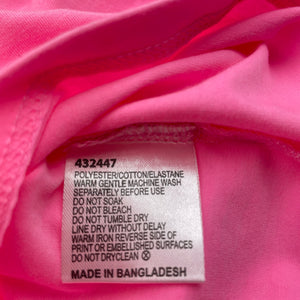 432447
POLYESTER/COTTON/ELASTANE
WARM GENTLE MACHINE WASH
SEPARATELY BEFORE USE
DO NOT SOAK
DO NOT BLEACH
DO NOT TUMBLE DRY
LINE DRY WITHOUT DELAY
WARM IRON REVERSE SIDE OF
PRINT OR EMBELLISHED SURFACES
DO NOT DRYCLEAN ⓧ
MADE IN BANGLADESH